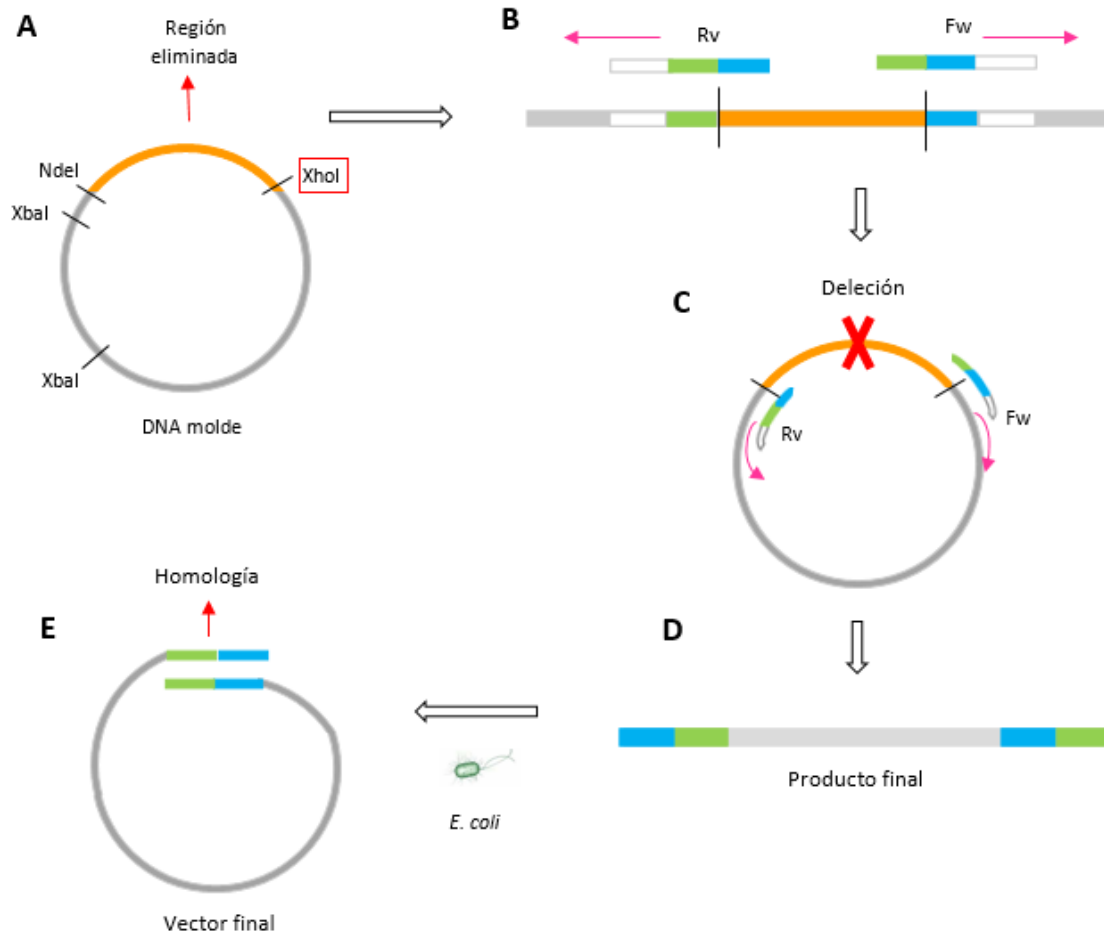 A
Región
eliminada
NdeI
XbaI
XhoI
XbaI
DNA molde
B
Rv
Fw
C
Deleción
Rv
Fw
D
Producto final
E
Homología
E. coli
Vector final